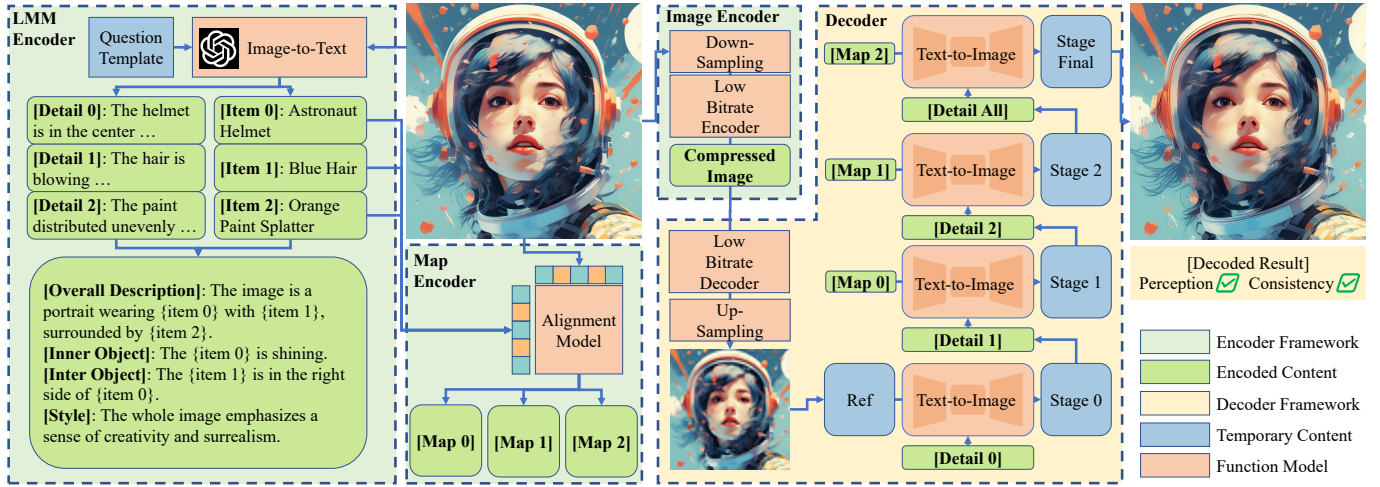 LMM
Encoder
Question
Template
Image-to-Text
[Detail 0]: The helmet
is in the center …
[Item 0]: Astronaut
Helmet
[Detail 1]: The hair is
blowing …
[Item 1]: Blue Hair
[Detail 2]: The paint
distributed unevenly …
[Item 2]: Orange
Paint Splatter
[Overall Description]: The image is a
portrait wearing {item 0} with {item 1},
surrounded by {item 2}.
[Inner Object]: The {item 0} is shining.
[Inter Object]: The {item 1} is in the right
side of {item 0}.
[Style]: The whole image emphasizes a
sense of creativity and surrealism.
Map
Encoder
Alignment
Model
[Map 0]
[Map 1]
[Map 2]
Image Encoder
Down-
Sampling
Low
Bitrate
Encoder
Compressed
Image
Low
Bitrate
Decoder
Up-
Sampling
Decoder
[Map 2]
Text-to-Image
Stage
Final
[Detail All]
[Map 1]
Text-to-Image
Stage 2
[Detail 2]
[Map 0]
Text-to-Image
Stage 1
[Detail 1]
Ref
Text-to-Image
Stage 0
[Detail 0]
[Decoded Result]
Perception
Consistency
Encoder Framework
Encoded Content
Decoder Framework
Temporary Content
Function Model